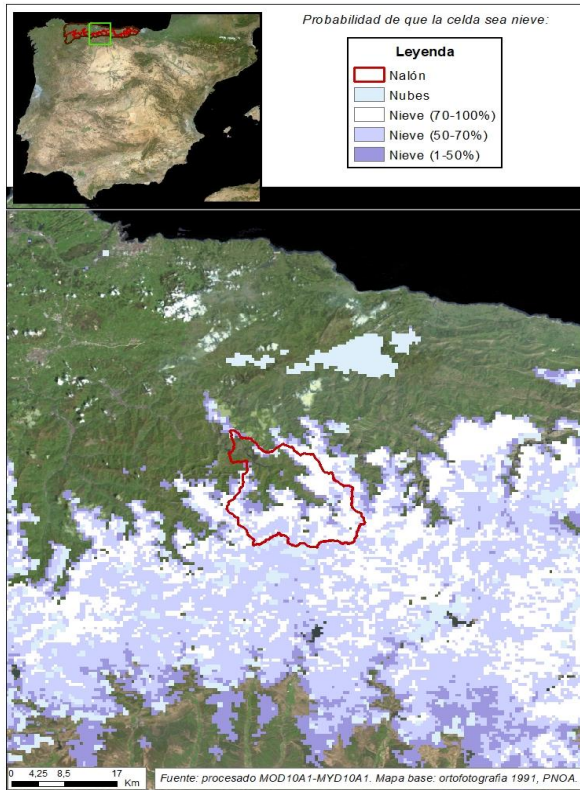 Probabilidad de que la celda sea nieve:
Leyenda
Nalón
Nubes
Nieve (70-100%)
Nieve (50-70%)
Nieve (1-50%)
0 4,25 8,5 17
Km
Fuente: procesado MOD10A1-MYD10A1. Mapa base: ortofotografia 1991, PNOA.